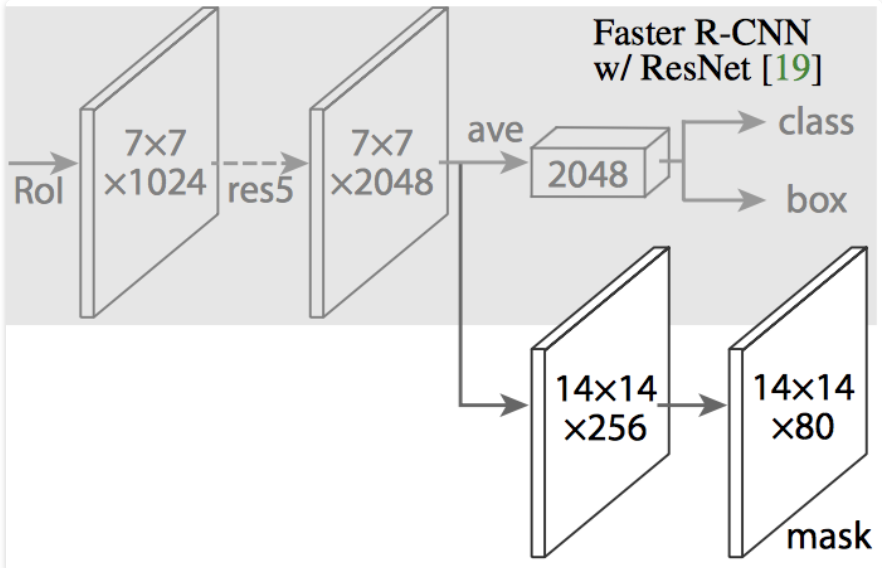 Faster R-CNN
w/ ResNet [19]
RoI
7×7
×1024
res5
7×7
×2048
ave
2048
class
box
14×14
×256
14×14
×80
mask